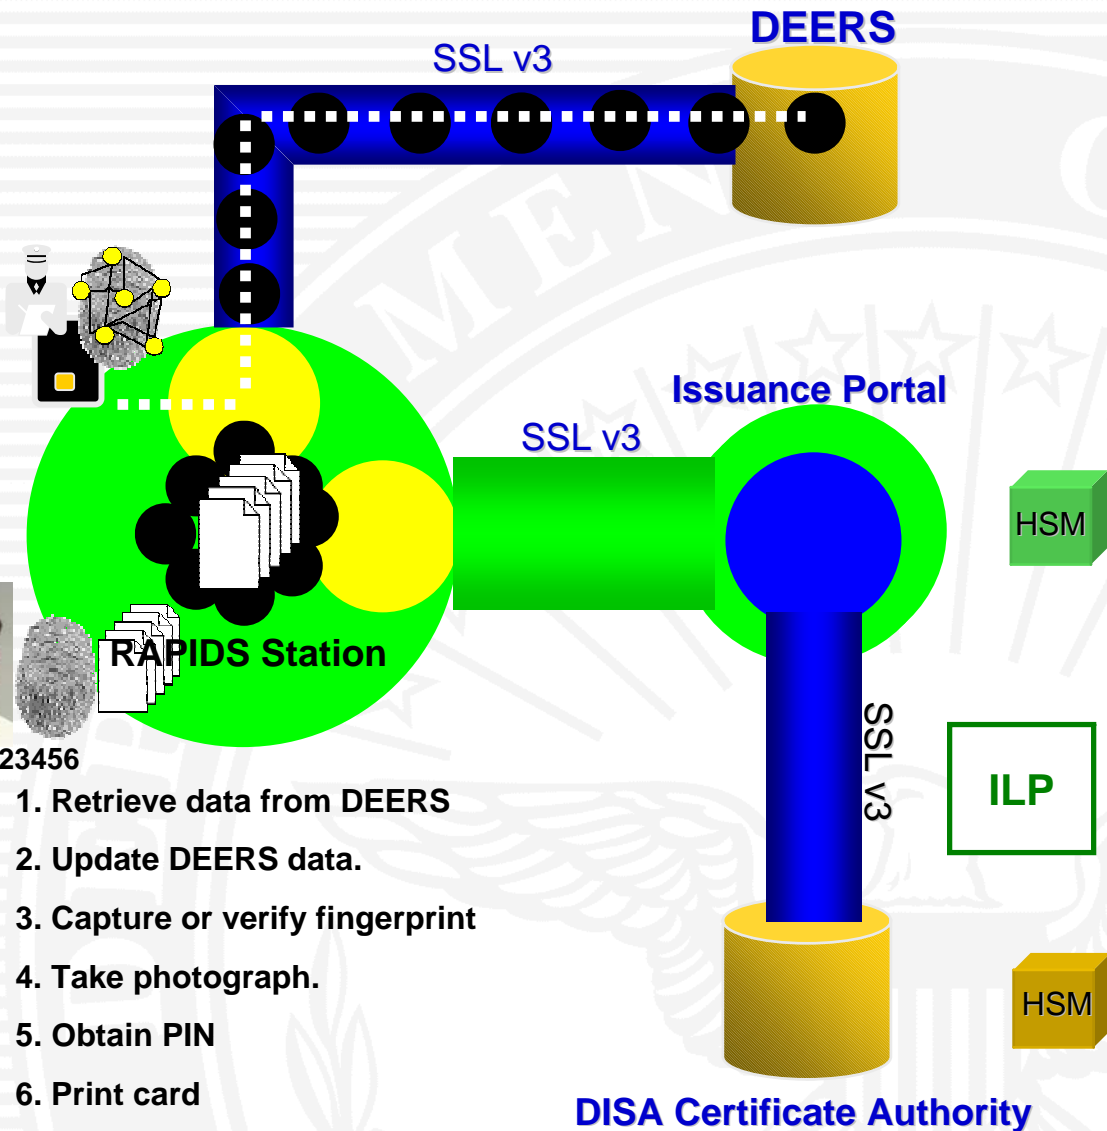 DEERS
SSL v3
Issuance Portal
SSL v3
HSM
RAPIDS Station
SSL v3
23456
ILP
1. Retrieve data from DEERS
2. Update DEERS data.
3. Capture or verify fingerprint
4. Take photograph.
5. Obtain PIN
6. Print card
HSM
DISA Certificate Authority